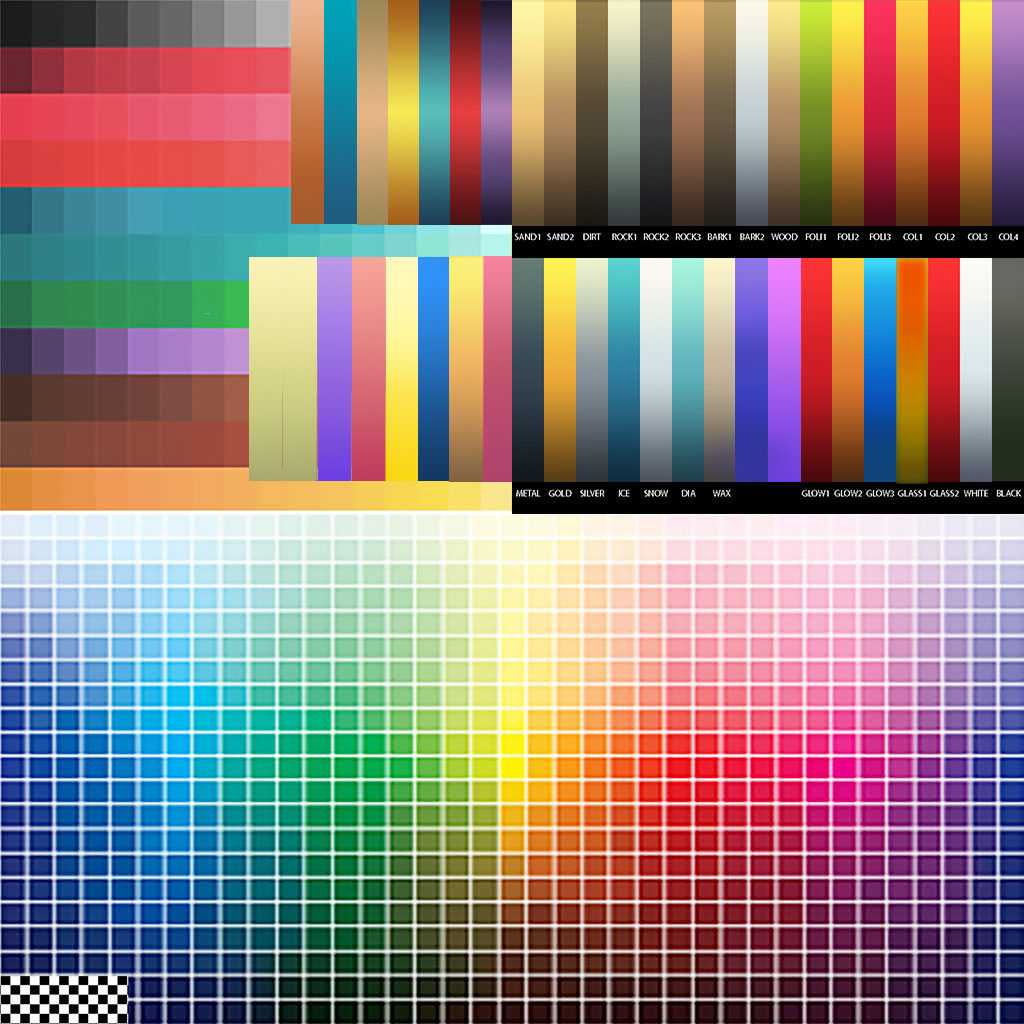 SAND1 SAND2 DIRT ROCK1 ROCK2 ROCK3 BARK1 BARK2 WOOD FOLI1 FOLI2 FOLI3 COL1 COL2 COL3 COL4
METAL GOLD SILVER ICE SNOW DIA WAX GLOW1 GLOW2 GLOW3 GLASS1 GLASS2 WHITE BLACK